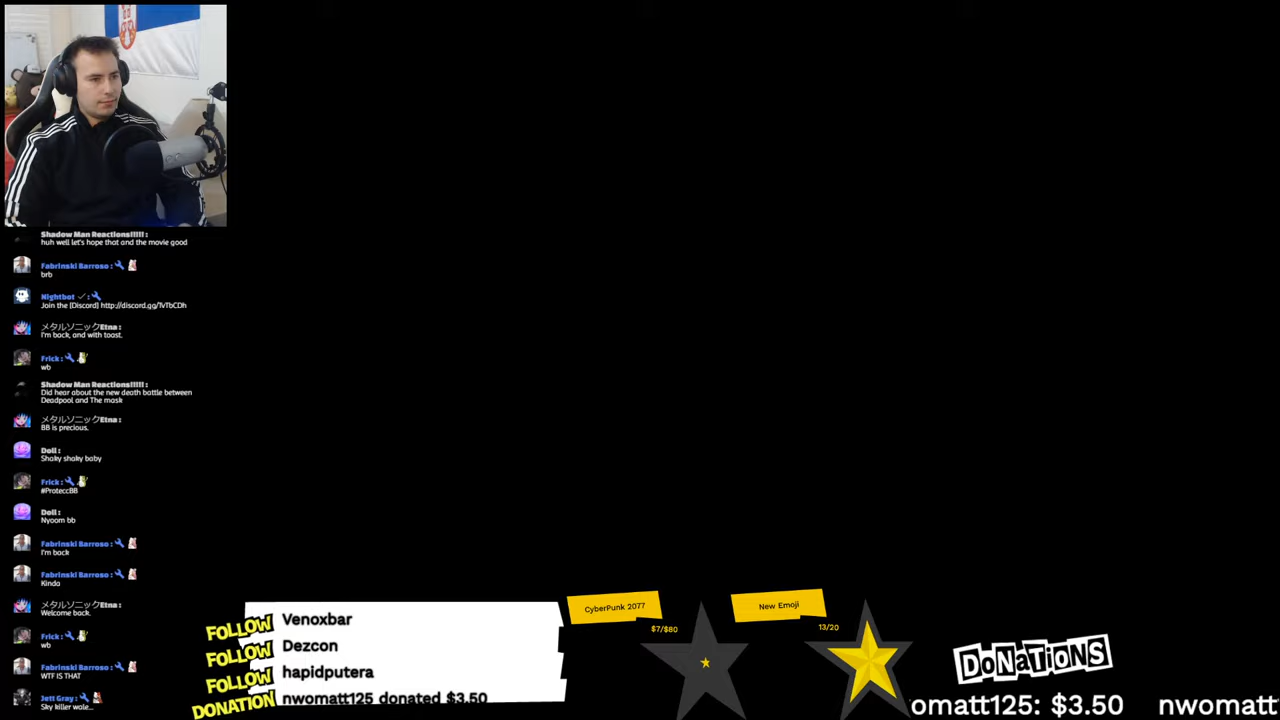 Shadow Man Reactions!!!!! :
huh well let's hope that and the movie good
Fabrinski Barroso :
brb
Nightbot ✓ :
Join the [Discord] http://discord.gg/TvTbCDh
メタルソニックEtna :
I'm back, and with toast.
Frick :
wb
Shadow Man Reactions!!!!! :
Did hear about the new death battle between
Deadpool and The mask
メタルソニックEtna :
BB is precious.
Doll :
Shaky shaky baby
Frick :
#ProteccBB
Doll :
Nyoom bb
Fabrinski Barroso :
I'm back
Fabrinski Barroso :
Kinda
メタルソニックEtna :
Welcome back.
Frick :
wb
Fabrinski Barroso :
WTF IS THAT
Jett Gray :
Sky killer wale...
FOLLOW Venoxbar
FOLLOW Dezcon
FOLLOW hapidputera
DONATION nwomatt125 donated $3.50
CyberPunk 2077
$7/$80
New Emoji
13/20
DONATIONS
omatt125: $3.50 nwomatt